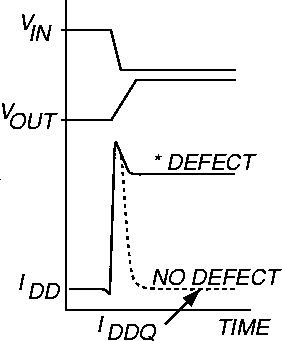 VIN
VOUT
* DEFECT
IDD
NO DEFECT
IDDQ
TIME